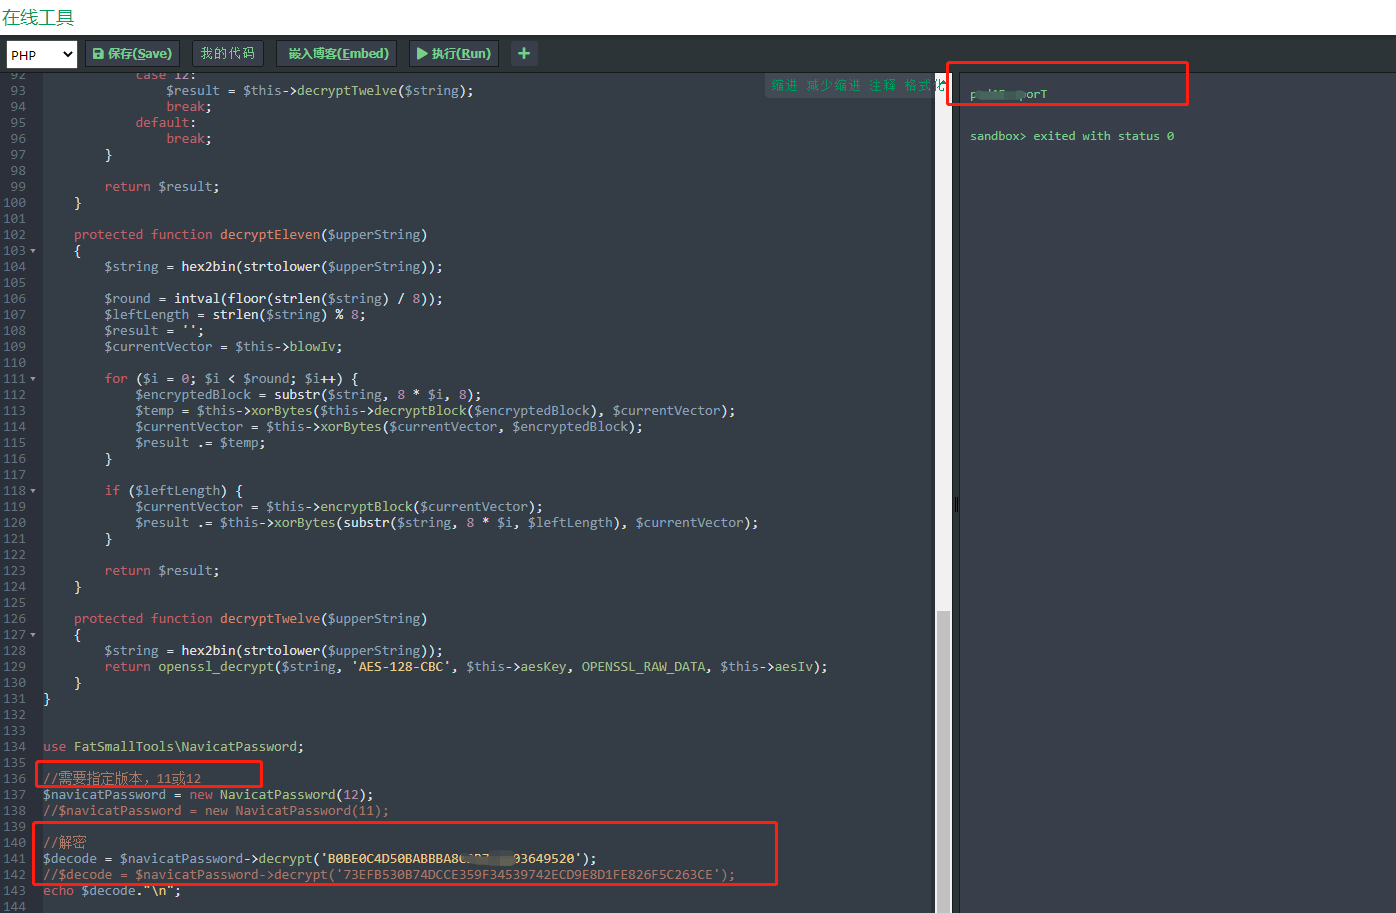 在线工具
PHP 保存(Save) 我的代码 嵌入博客(Embed) 执行(Run) +
缩进 减少缩进 注释 格式化
92 case 12:
93 $result = $this->decryptTwelve($string);
94 break;
95 default:
96 break;
97 }
98
99 return $result;
100 }
101
102 protected function decryptEleven($upperString)
103 {
104 $string = hex2bin(strtolower($upperString));
105
106 $round = intval(floor(strlen($string) / 8));
107 $leftLength = strlen($string) % 8;
108 $result = '';
109 $currentVector = $this->blowIv;
110
111 for ($i = 0; $i < $round; $i++) {
112 $encryptedBlock = substr($string, 8 * $i, 8);
113 $temp = $this->xorBytes($this->decryptBlock($encryptedBlock), $currentVector);
114 $currentVector = $this->xorBytes($currentVector, $encryptedBlock);
115 $result .= $temp;
116 }
117
118 if ($leftLength) {
119 $currentVector = $this->encryptBlock($currentVector);
120 $result .= $this->xorBytes(substr($string, 8 * $i, $leftLength), $currentVector);
121 }
122
123 return $result;
124 }
125
126 protected function decryptTwelve($upperString)
127 {
128 $string = hex2bin(strtolower($upperString));
129 return openssl_decrypt($string, 'AES-128-CBC', $this->aesKey, OPENSSL_RAW_DATA, $this->aesIv);
130 }
131 }
132
133
134 use FatSmallTools\NavicatPassword;
135
136 //需要指定版本，11或12
137 $navicatPassword = new NavicatPassword(12);
138 //$navicatPassword = new NavicatPassword(11);
139
140 //解密
141 $decode = $navicatPassword->decrypt('B0BE0C4D50BABBBA8 03649520');
142 //$decode = $navicatPassword->decrypt('73EFB530B74DCCE359F34539742ECD9E8D1FE826F5C263CE');
143 echo $decode."\n";
144
porT
sandbox> exited with status 0